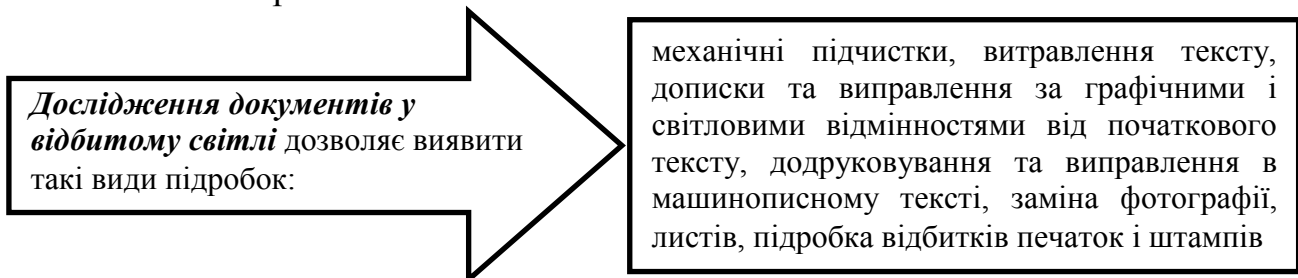 Дослідження документів у
відбитому світлі дозволяє виявити
такі види підробок:
механічні підчистки, витравлення тексту,
дописки та виправлення за графічними і
світловими відмінностями від початкового
тексту, додруковування та виправлення в
машинописному тексті, заміна фотографії,
листів, підробка відбитків печаток і штампів